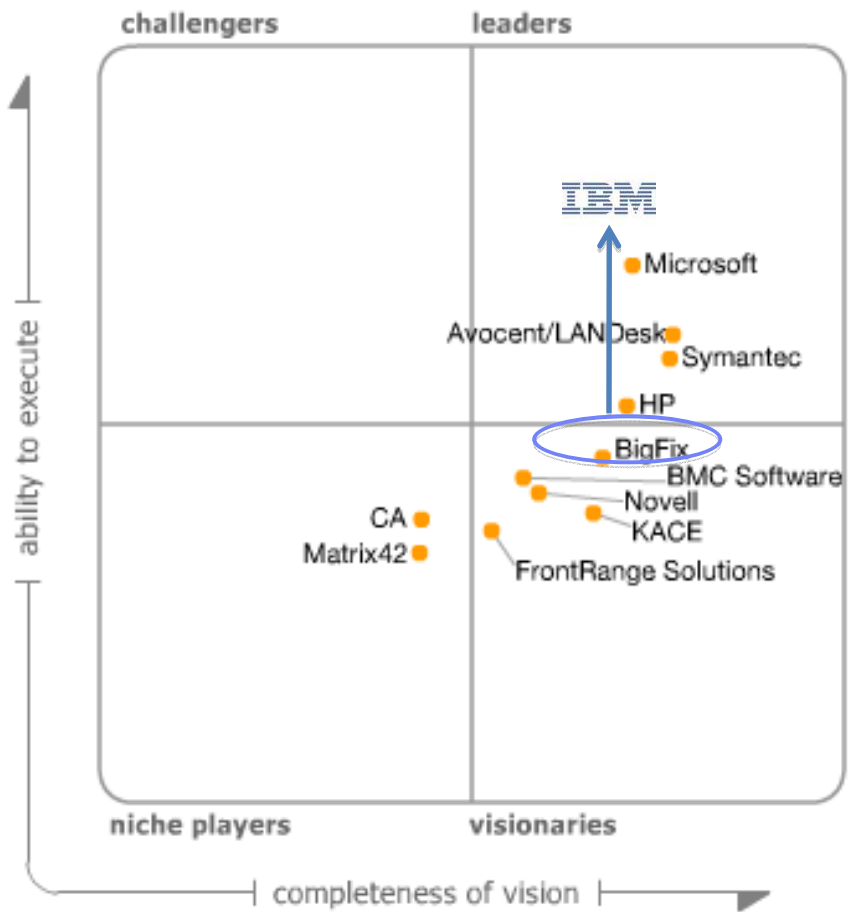 challengers
leaders
IBM
Microsoft
Avocent/LANDesk
Symantec
HP
BigFix
BMC Software
Novell
KACE
CA
Matrix42
FrontRange Solutions
ability to execute
niche players
visionaries
completeness of vision